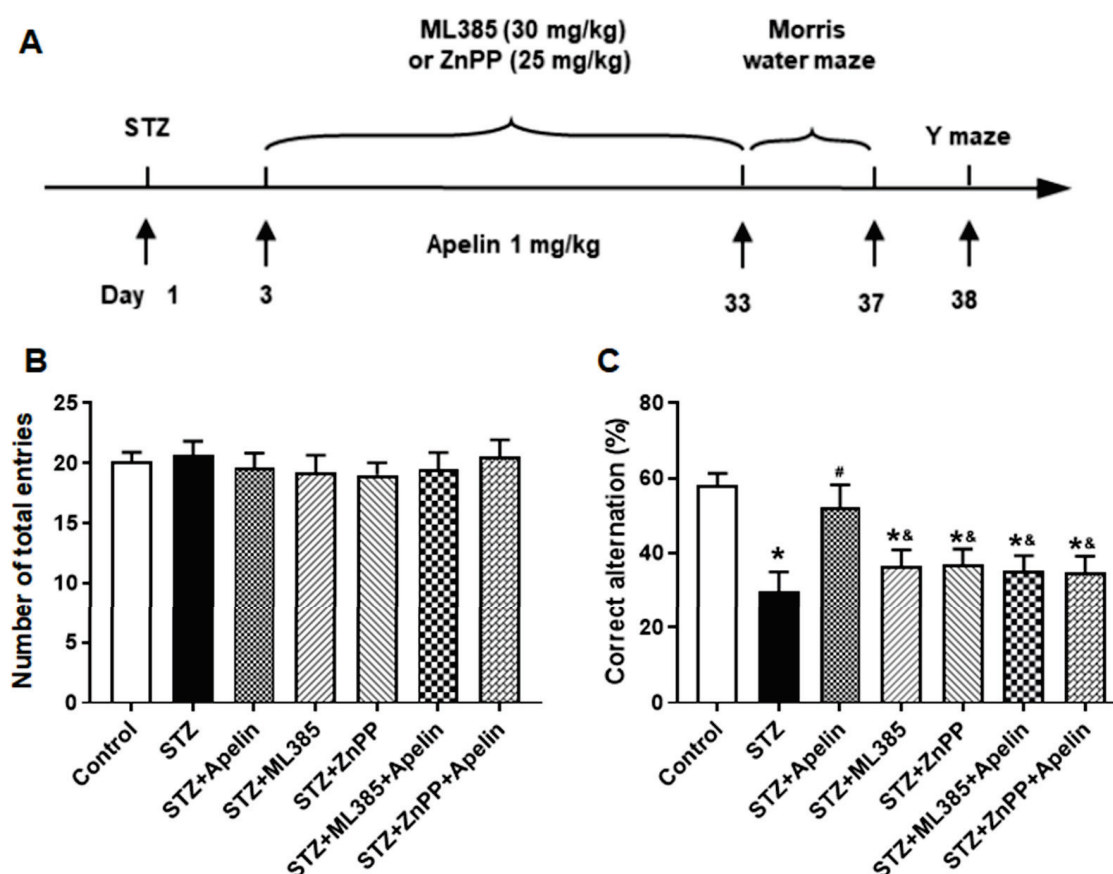 A
ML385 (30 mg/kg)
or ZnPP (25 mg/kg)
Morris
water maze
STZ
Y maze
Apelin 1 mg/kg
Day 1
3
33
37
38
B
Number of total entries
25
20
15
10
5
0
Control
STZ
STZ+Apelin
STZ+ML385
STZ+ZnPP
STZ+ML385+Apelin
STZ+ZnPP+Apelin
C
Correct alternation (%)
80
60
40
20
0
*
#
*&
*&
*&
*&
Control
STZ
STZ+Apelin
STZ+ML385
STZ+ZnPP
STZ+ML385+Apelin
STZ+ZnPP+Apelin